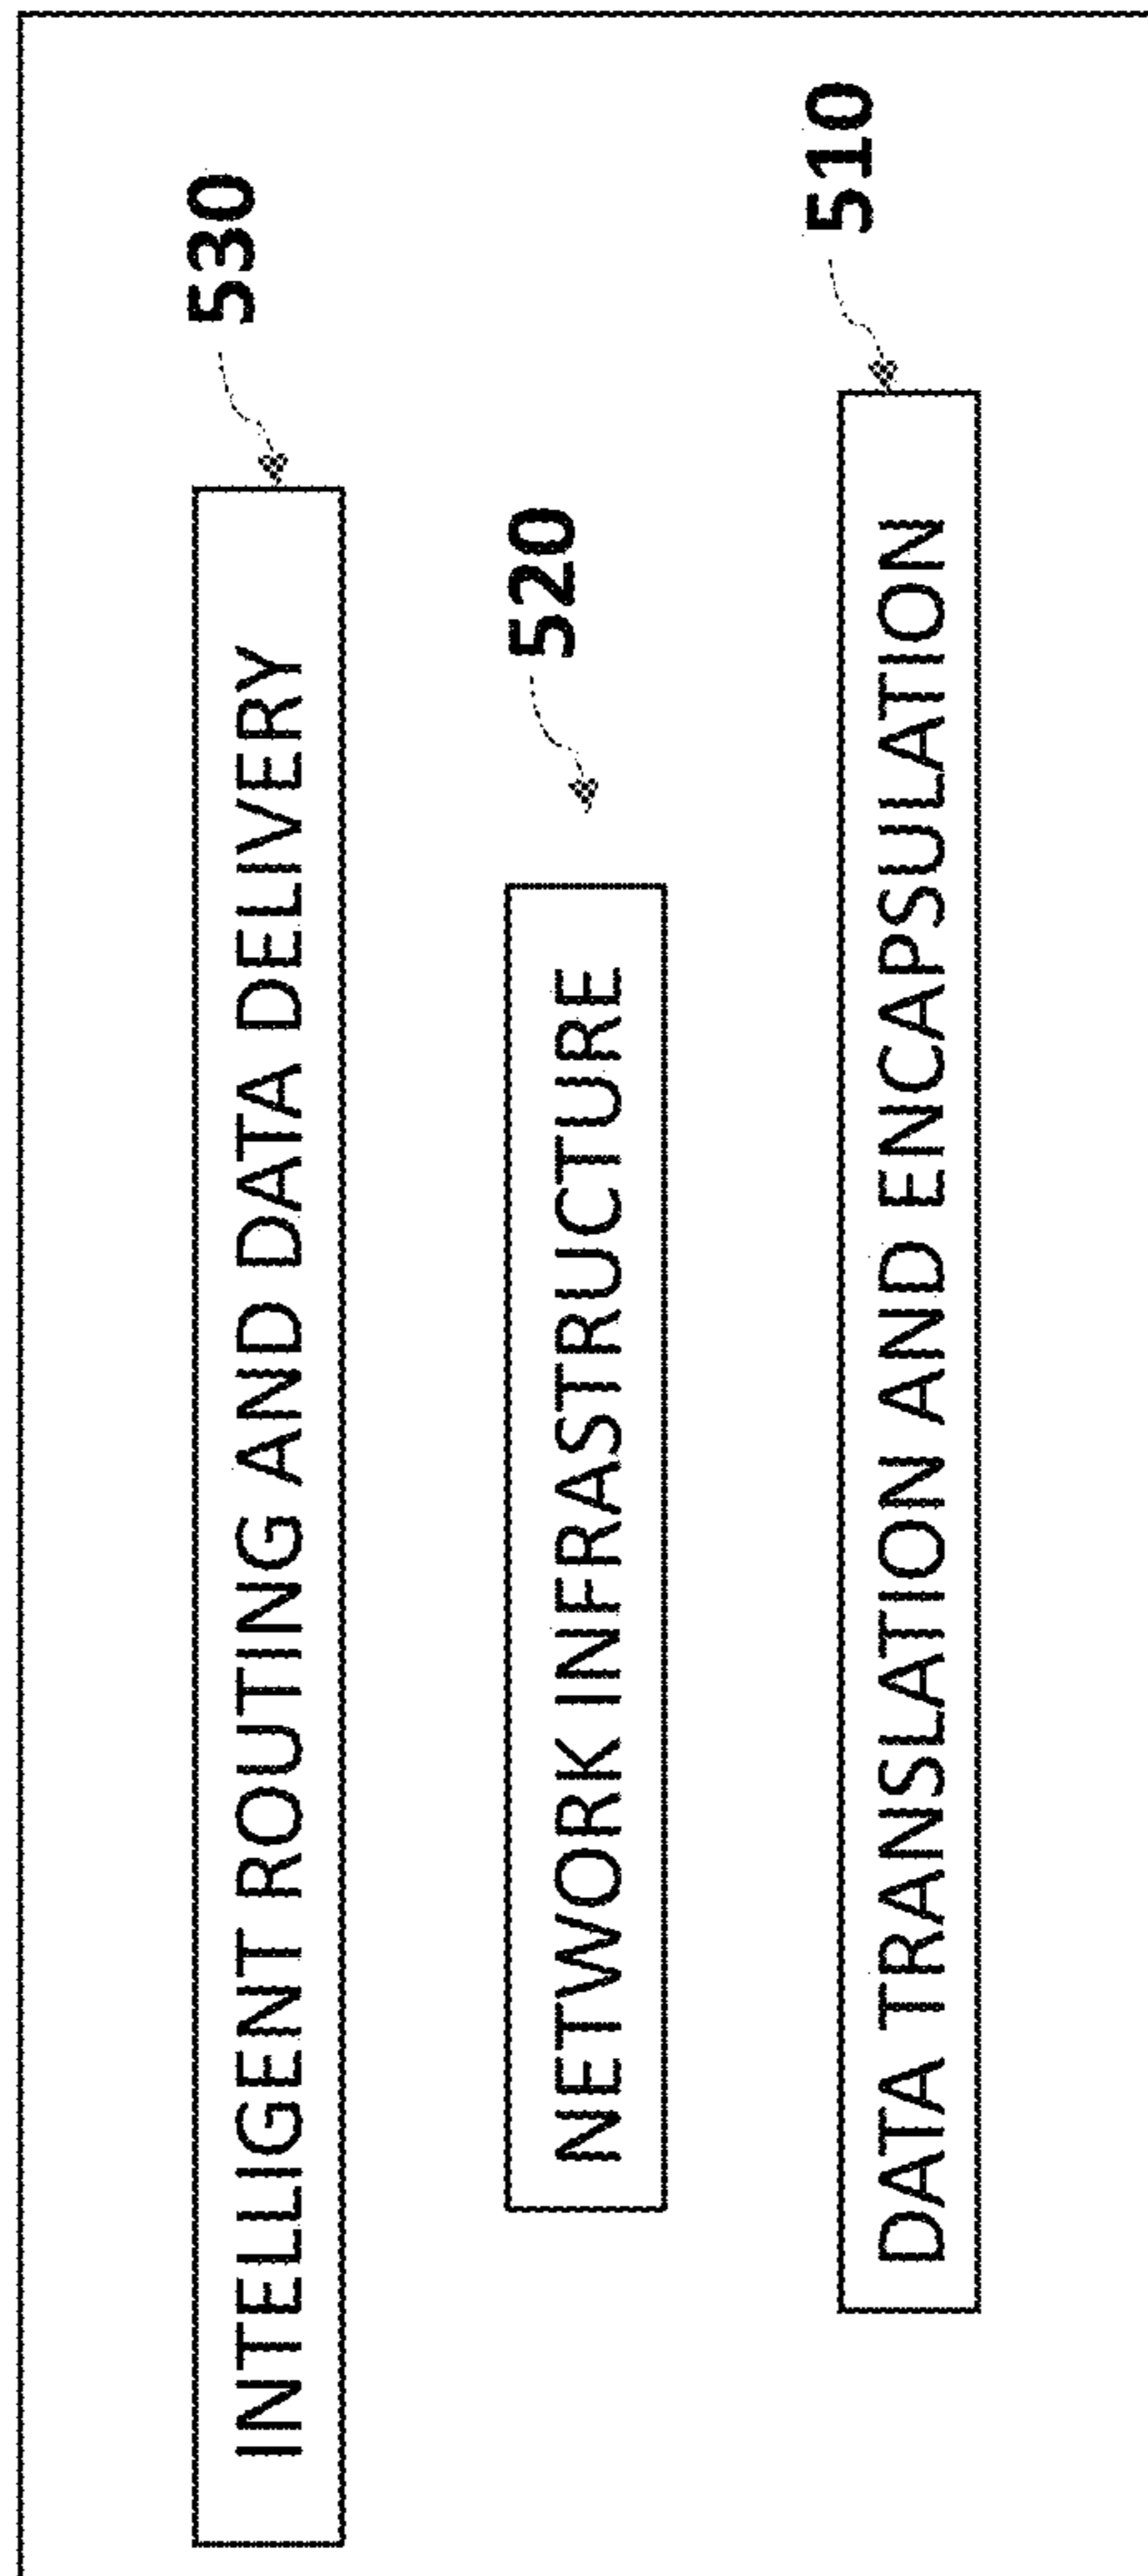 530
INTELLIGENT ROUTING AND DATA DELIVERY
520
NETWORK INFRASTRUCTURE
510
DATA TRANSLATION AND ENCAPSULATION